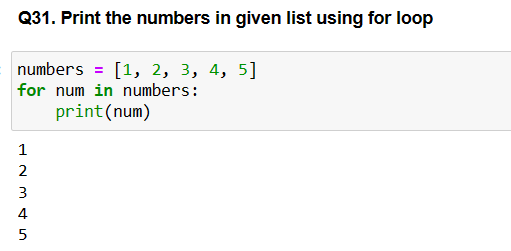 Q31. Print the numbers in given list using for loop
numbers = [1, 2, 3, 4, 5]
for num in numbers:
    print(num)
1
2
3
4
5